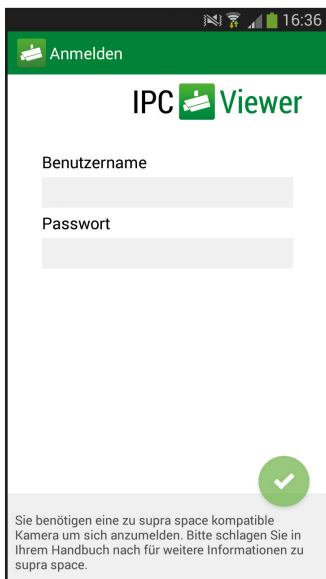 16:36
Anmelden
IPC Viewer
Benutzername
Passwort
Sie benötigen eine zu supra space kompatible
Kamera um sich anzumelden. Bitte schlagen Sie in
Ihrem Handbuch nach für weitere Informationen zu
supra space.